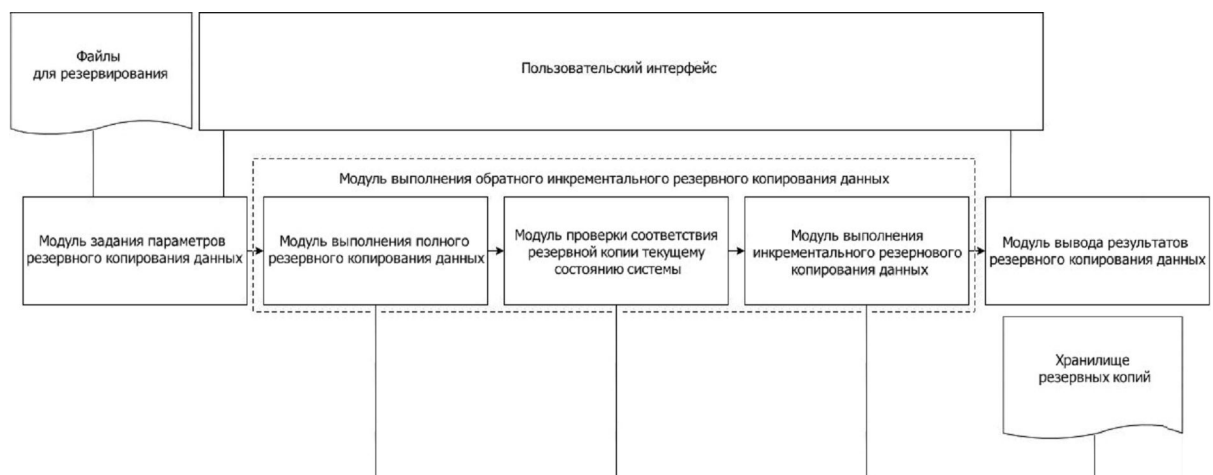 Файлы
для резервирования
Пользовательский интерфейс
Модуль выполнения обратного инкрементального резервного копирования данных
Модуль задания параметров
резервного копирования данных
Модуль выполнения полного
резервного копирования данных
Модуль проверки соответствия
резервной копии текущему
состоянию системы
Модуль выполнения
инкрементального резернового
копирования данных
Модуль вывода результатов
резервного копирования данных
Хранилище
резервных копий